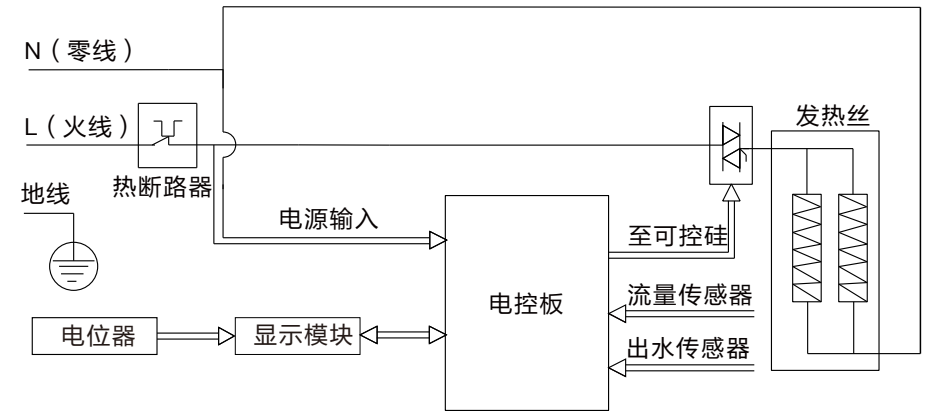 N（零线）
发热丝
L（火线）
热断路器
地线
电源输入
至可控硅
电控板
流量传感器
电位器
显示模块
出水传感器